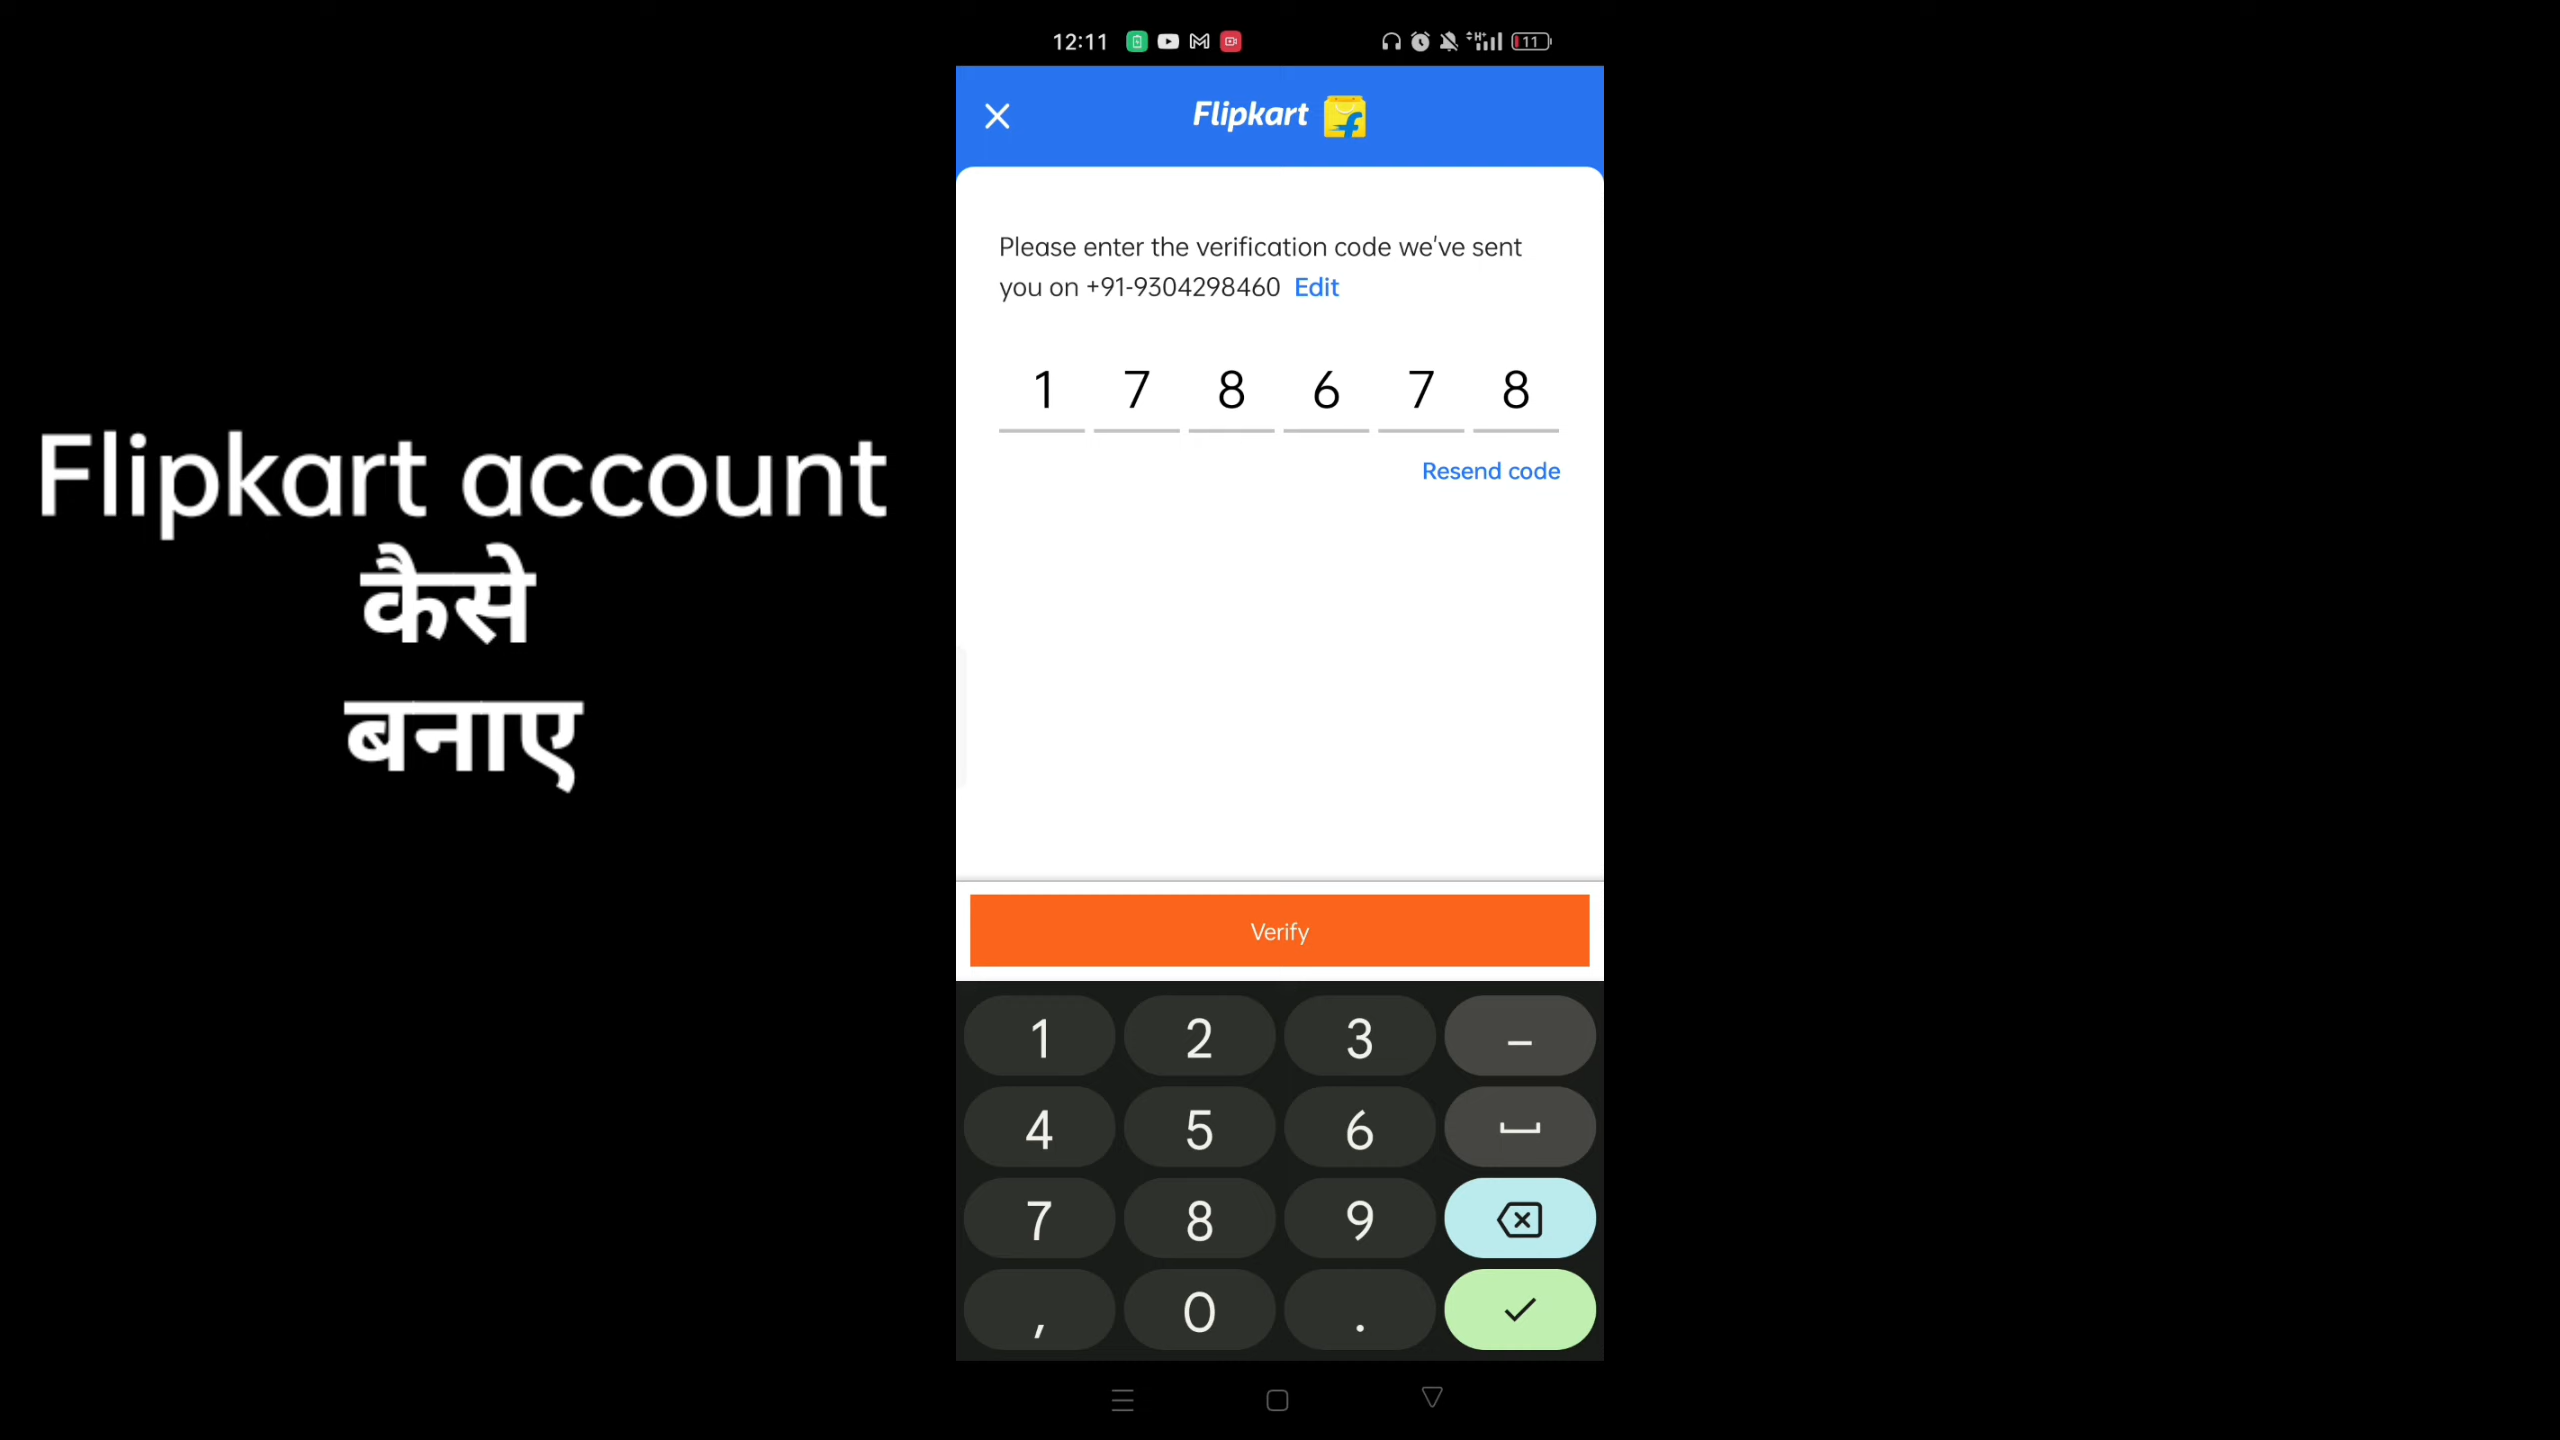 12:11
11
Flipkart
Please enter the verification code we've sent
you on +91-9304298460 Edit
1 7 8 6 7 8
Resend code
Flipkart account
कैसे
बनाए
Verify
1 2 3 –
4 5 6
7 8 9
, 0 .